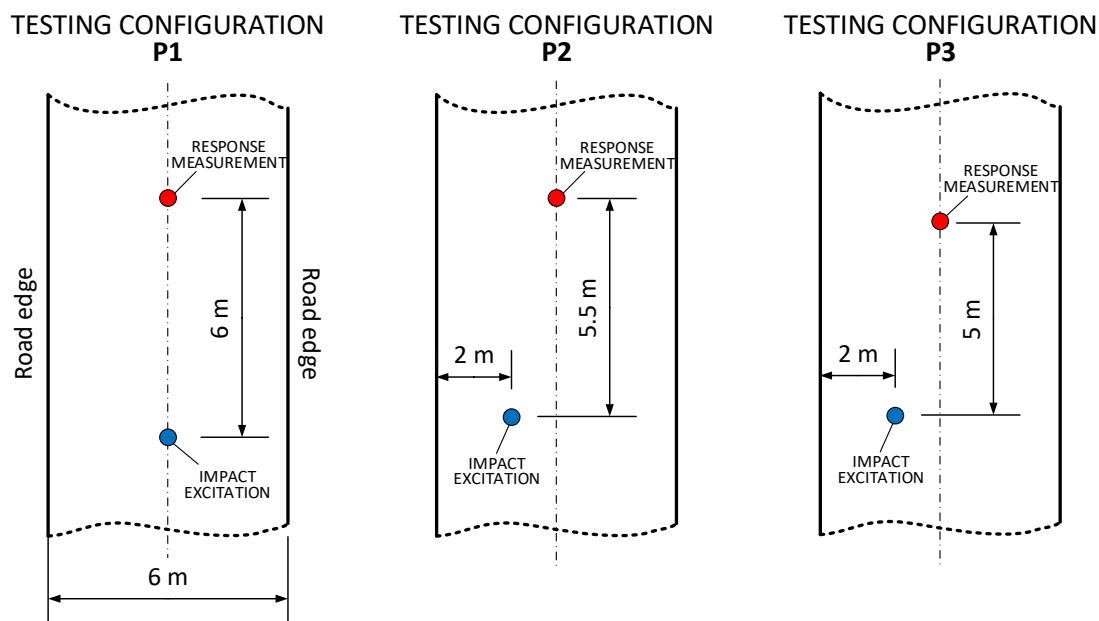 TESTING CONFIGURATION
P1
RESPONSE
MEASUREMENT
6 m
Road edge
Road edge
IMPACT
EXCITATION
6 m
TESTING CONFIGURATION
P2
RESPONSE
MEASUREMENT
5.5 m
2 m
IMPACT
EXCITATION
TESTING CONFIGURATION
P3
RESPONSE
MEASUREMENT
5 m
2 m
IMPACT
EXCITATION